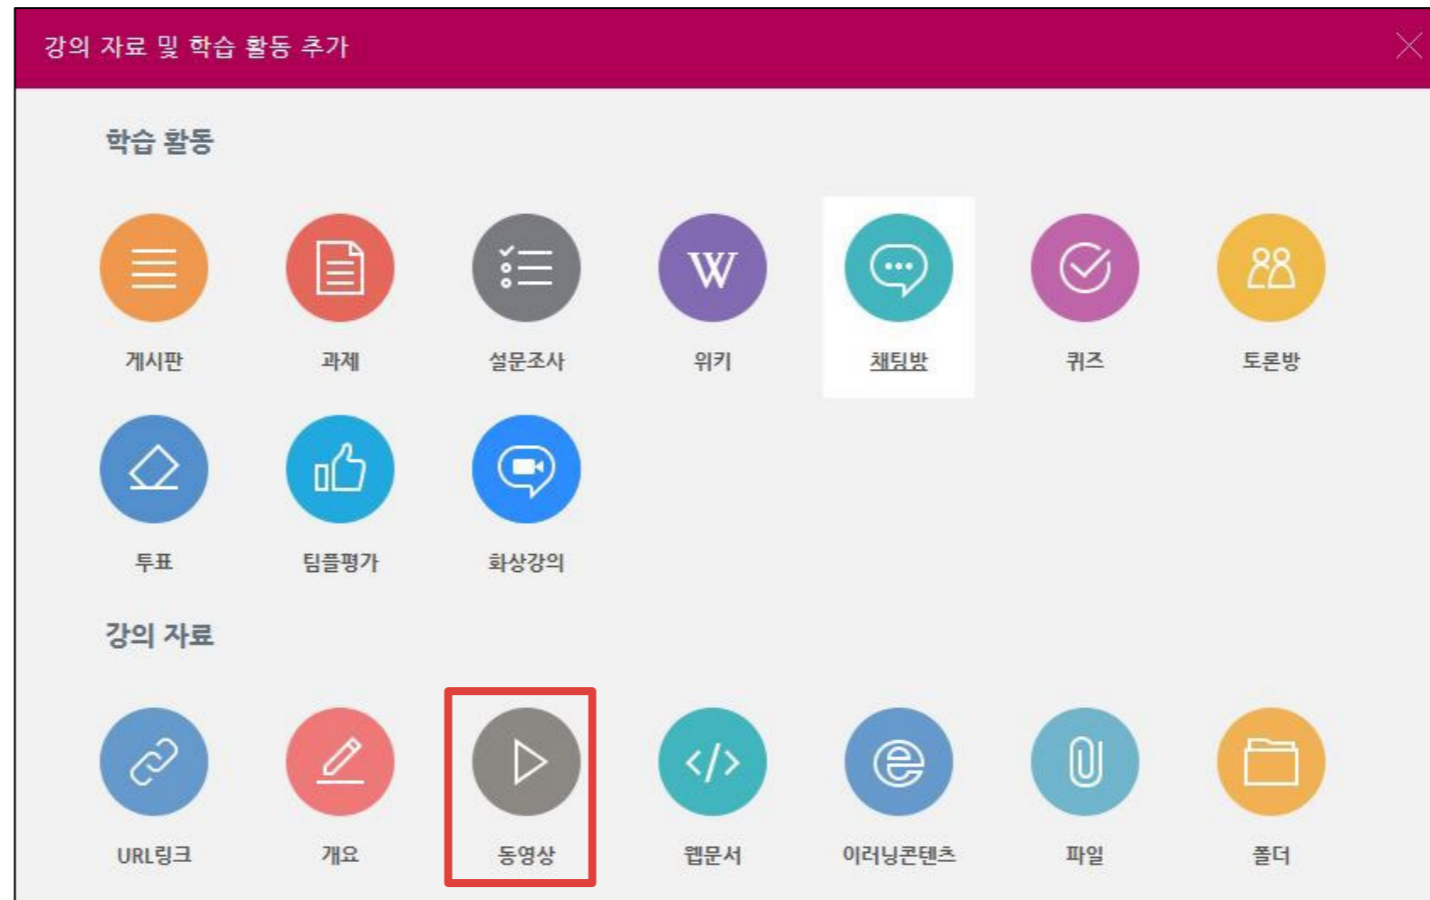 강의 자료 및 학습 활동 추가
학습 활동
W
게시판 과제 설문조사 위키 채팅방 퀴즈 토론방
투표 팀플평가 화상강의
강의 자료
</> e
URL링크 개요 동영상 웹문서 이러닝콘텐츠 파일 폴더